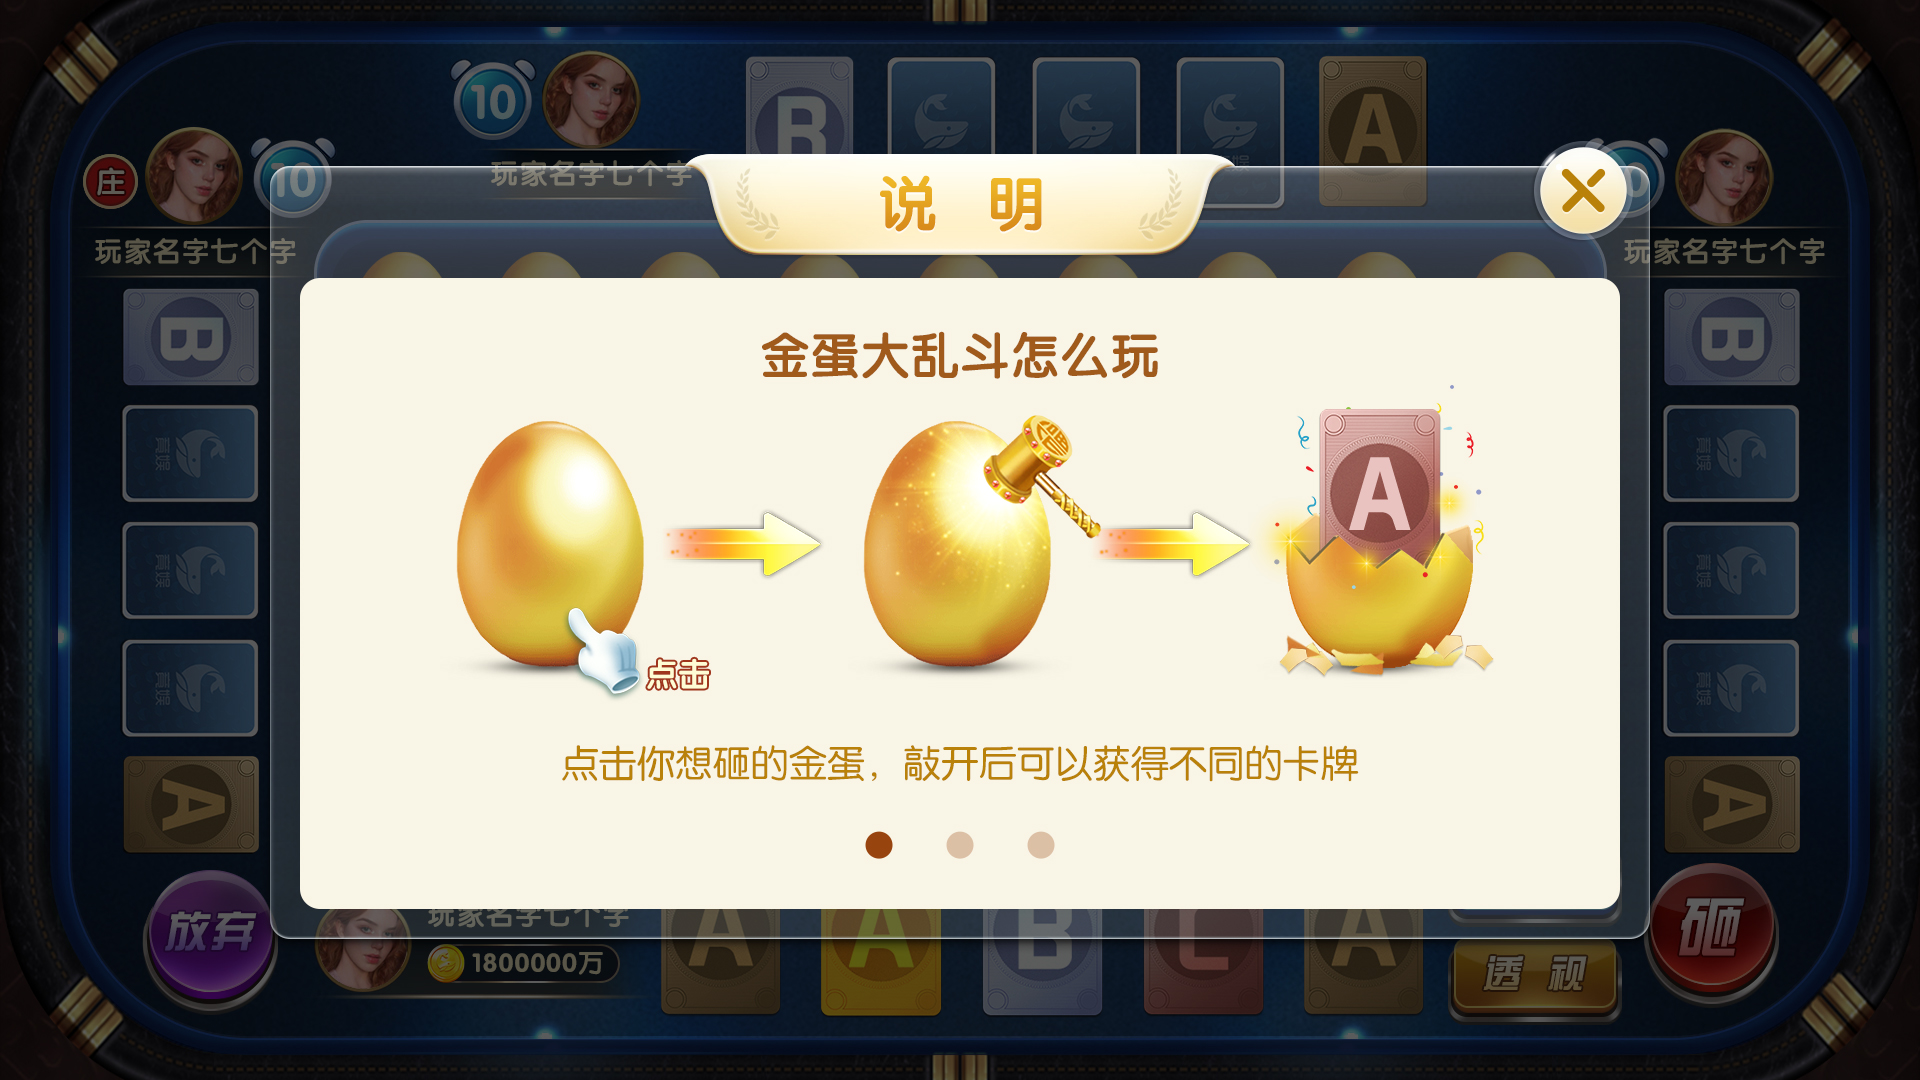 10
玩家名字七个字
B
A
庄
10
玩家名字七个字
说 明
玩家名字七个字
B
B
金蛋大乱斗怎么玩
A
点击
点击你想砸的金蛋，敲开后可以获得不同的卡牌
A
A
放弃
玩家名字七个字
1800000万
A
A
B
C
A
透 视
砸